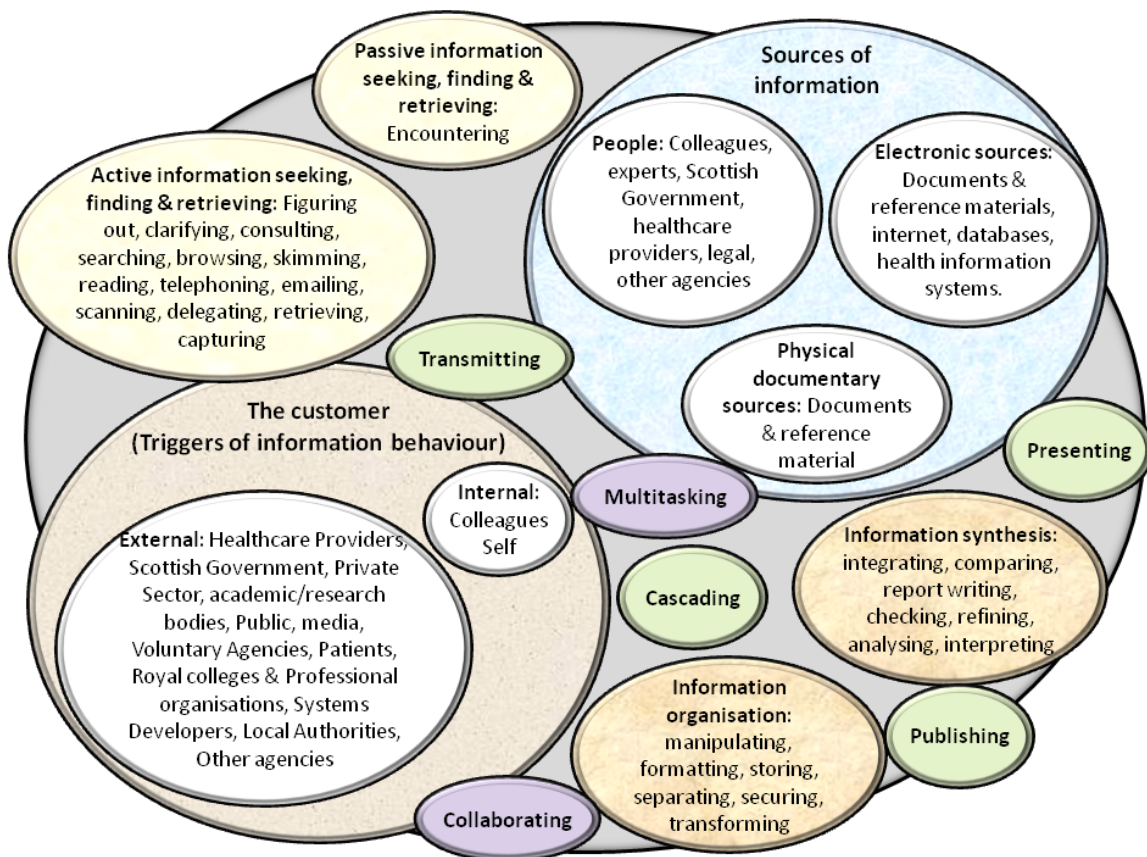 Passive information
seeking, finding &
retrieving:
Encountering
Sources of
information
People: Colleagues,
experts, Scottish
Government,
healthcare
providers, legal,
other agencies
Electronic sources:
Documents &
reference materials,
internet, databases,
health information
systems.
Active information seeking,
finding & retrieving: Figuring
out, clarifying, consulting,
searching, browsing, skimming,
reading, telephoning, emailing,
scanning, delegating, retrieving,
capturing
Transmitting
Physical
documentary
sources: Documents
& reference
material
The customer
(Triggers of information behaviour)
Presenting
Internal:
Colleagues
Self
Multitasking
External: Healthcare Providers,
Scottish Government, Private
Sector, academic/research
bodies, Public, media,
Voluntary Agencies, Patients,
Royal colleges & Professional
organisations, Systems
Developers, Local Authorities,
Other agencies
Information synthesis:
integrating, comparing,
report writing,
checking, refining,
analysing, interpreting
Cascading
Information
organisation:
manipulating,
formatting, storing,
separating, securing,
transforming
Publishing
Collaborating